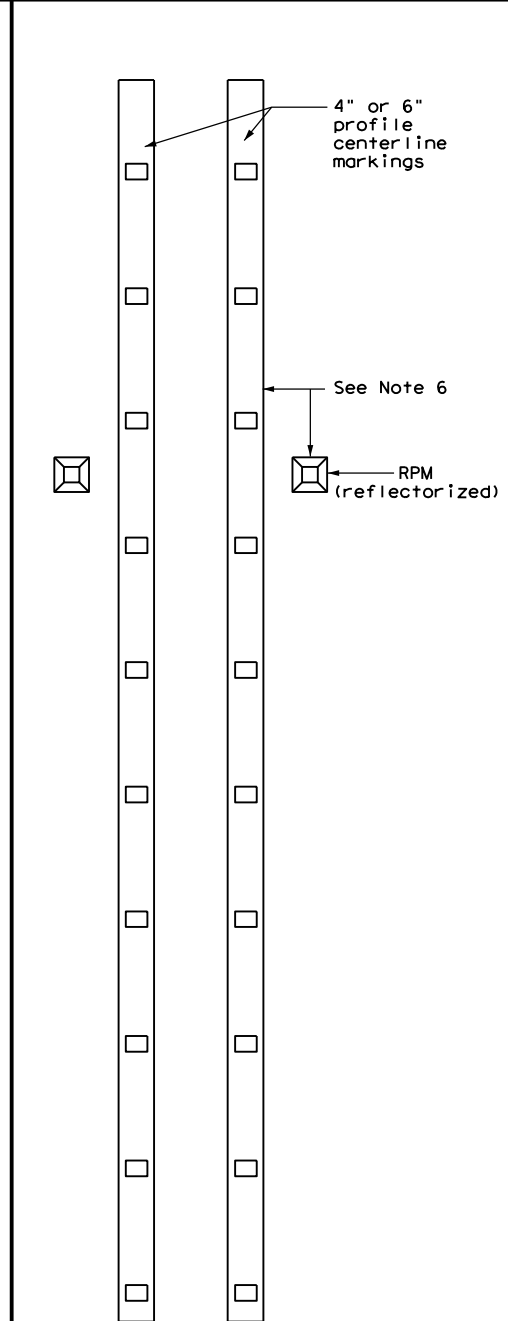 4" or 6"
profile
centerline
markings
See Note 6
RPM
(reflectorized)